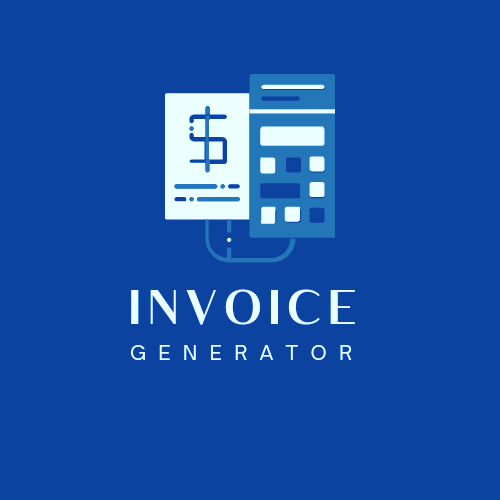 $
INVOICE
GENERATOR